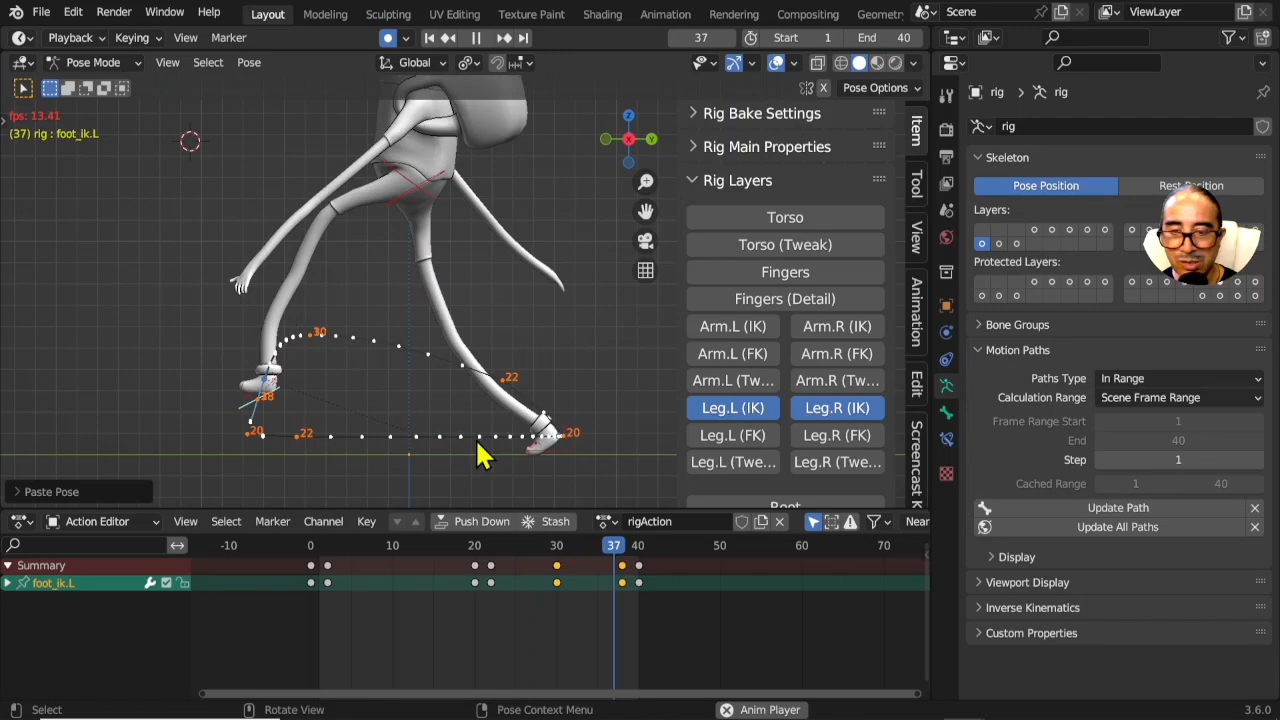 File Edit Render Window Help Layout Modeling Sculpting UV Editing Texture Paint Shading Animation Rendering Compositing Geometr Scene ViewLayer
Playback Keying View Marker 37 Start 1 End 40
Pose Mode View Select Pose Global
X Pose Options
fps: 13.41
(37) rig : foot_ik.L
Z
Y
X
Rig Bake Settings
Rig Main Properties
Rig Layers
Torso
Torso (Tweak)
Fingers
Fingers (Detail)
Arm.L (IK) Arm.R (IK)
Arm.L (FK) Arm.R (FK)
Arm.L (Tw... Arm.R (Tw...
Leg.L (IK) Leg.R (IK)
Leg.L (FK) Leg.R (FK)
Leg.L (Twe... Leg.R (Twe...
Root
Item
Tool
View
Animation
Edit
Screencast K
30
22
38
20
22
20
Paste Pose
rig rig
rig
Skeleton
Pose Position Rest Position
Layers:
Protected Layers:
Bone Groups
Motion Paths
Paths Type In Range
Calculation Range Scene Frame Range
Frame Range Start 1
End 40
Step 1
Cached Range 1 40
Update Path
Update All Paths
Display
Viewport Display
Inverse Kinematics
Custom Properties
Action Editor View Select Marker Channel Key Push Down Stash rigAction Near
-10 0 10 20 30 37 40 50 60 70
Summary
foot_ik.L
Select Rotate View Pose Context Menu Anim Player 3.6.0